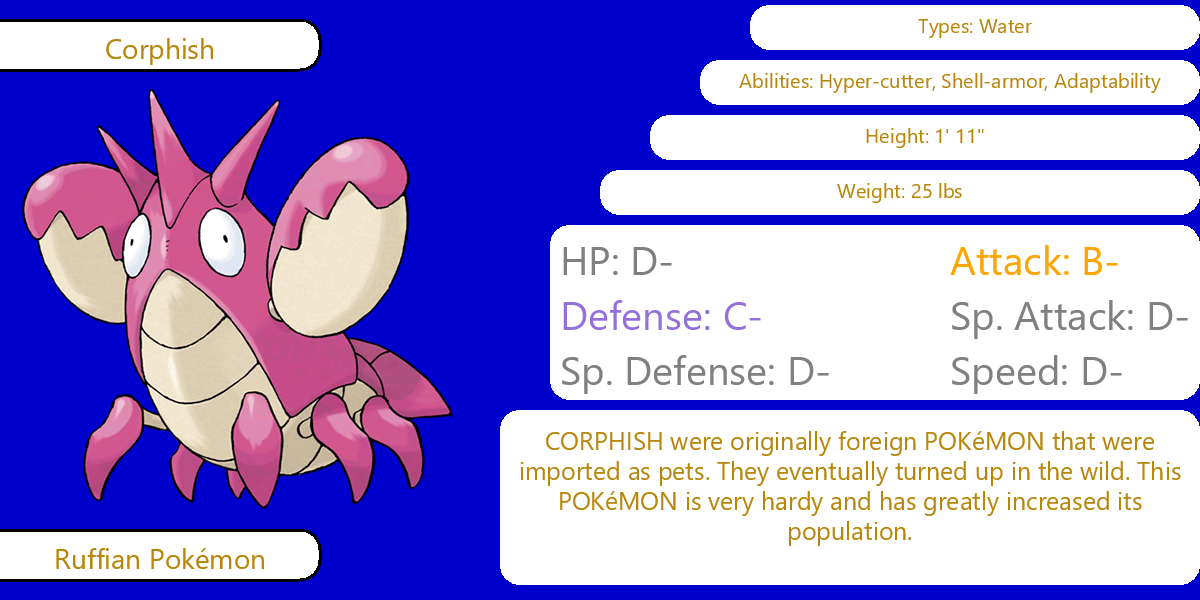 Corphish
Types: Water
Abilities: Hyper-cutter, Shell-armor, Adaptability
Height: 1' 11"
Weight: 25 lbs
HP: D-
Attack: B-
Defense: C-
Sp. Attack: D-
Sp. Defense: D-
Speed: D-
CORPHISH were originally foreign POKéMON that were
imported as pets. They eventually turned up in the wild. This
POKéMON is very hardy and has greatly increased its
population.
Ruffian Pokémon